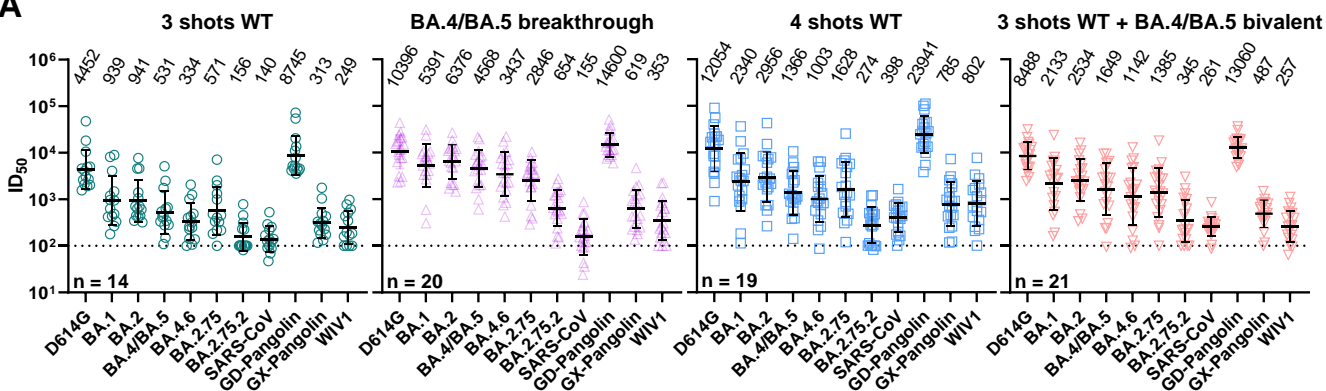 A
3 shots WT
BA.4/BA.5 breakthrough
4 shots WT
3 shots WT + BA.4/BA.5 bivalent
4452 939 941 531 334 571 156 140 8745 313 249
10396 5391 6376 4568 3437 2846 654 155 14600 619 353
12054 2340 2956 1366 1003 1628 274 398 23941 785 802
8488 2133 2534 1649 1142 1385 345 261 13060 487 257
10⁶
10⁵
10⁴
10³
10²
10¹
ID₅₀
n = 14
n = 20
n = 19
n = 21
D614G BA.1 BA.2 BA.4/BA.5 BA.4.6 BA.2.75 BA.2.75.2 SARS-CoV GD-Pangolin GX-Pangolin WIV1
D614G BA.1 BA.2 BA.4/BA.5 BA.4.6 BA.2.75 BA.2.75.2 SARS-CoV GD-Pangolin GX-Pangolin WIV1
D614G BA.1 BA.2 BA.4/BA.5 BA.4.6 BA.2.75 BA.2.75.2 SARS-CoV GD-Pangolin GX-Pangolin WIV1
D614G BA.1 BA.2 BA.4/BA.5 BA.4.6 BA.2.75 BA.2.75.2 SARS-CoV GD-Pangolin GX-Pangolin WIV1